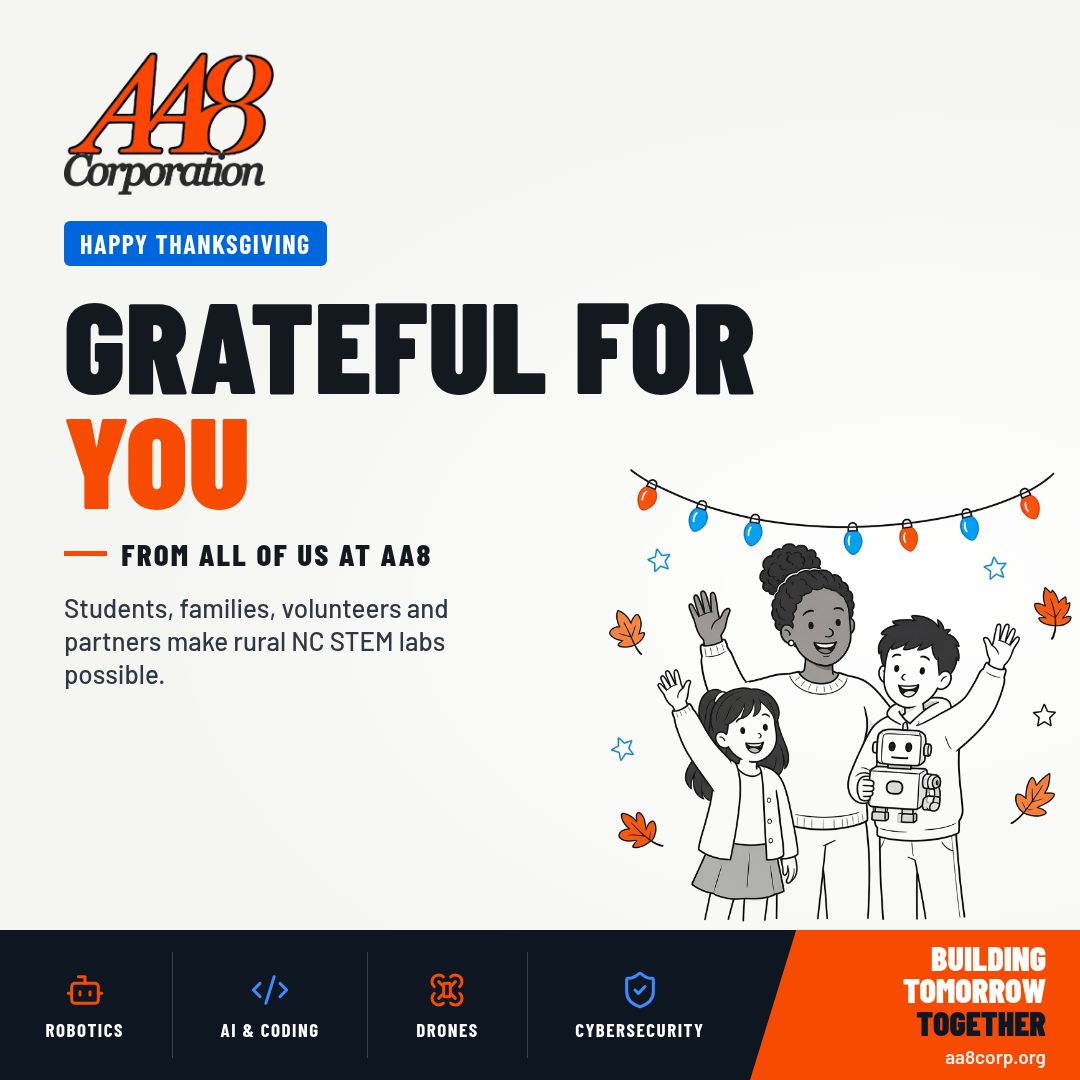 AA8
Corporation
HAPPY THANKSGIVING
GRATEFUL FOR
YOU
FROM ALL OF US AT AA8
Students, families, volunteers and
partners make rural NC STEM labs
possible.
ROBOTICS
AI & CODING
DRONES
CYBERSECURITY
BUILDING
TOMORROW
TOGETHER
aa8corp.org